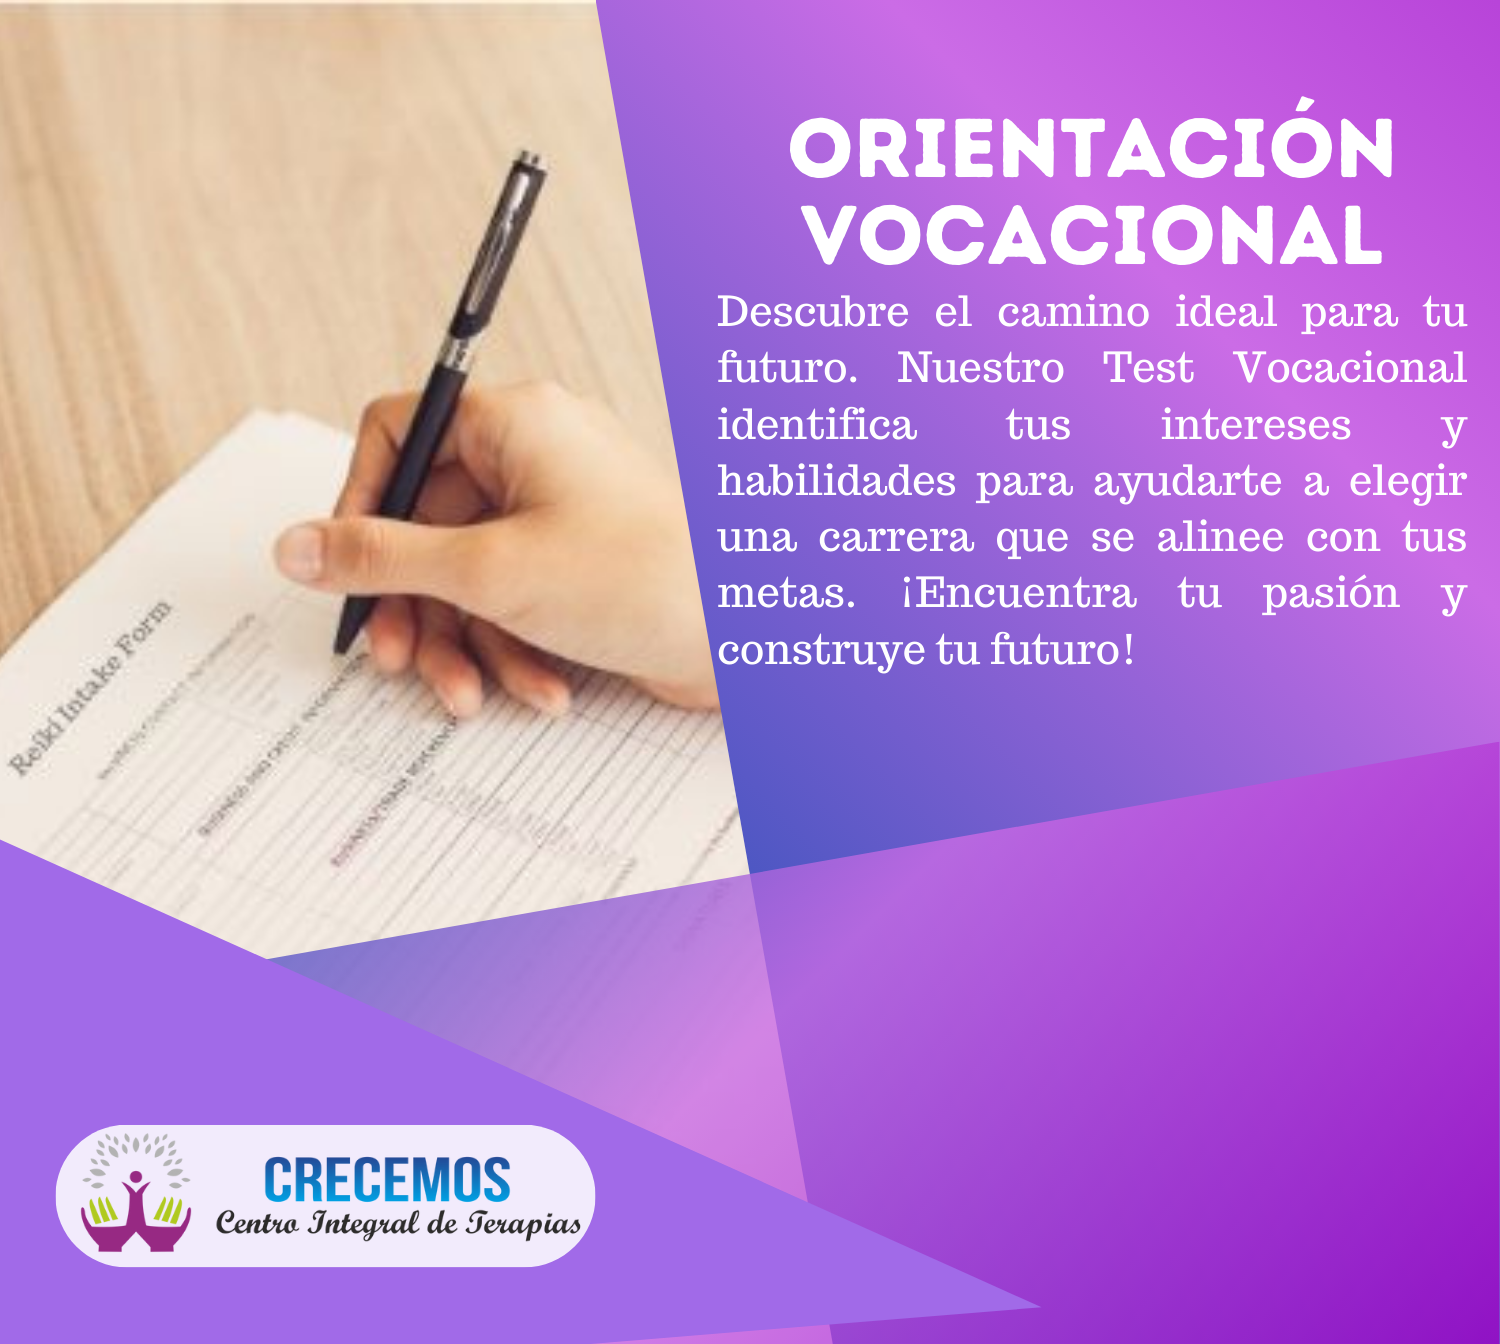 ORIENTACIÓN
VOCACIONAL
Descubre el camino ideal para tu
futuro. Nuestro Test Vocacional
identifica tus intereses y
habilidades para ayudarte a elegir
una carrera que se alinee con tus
metas. ¡Encuentra tu pasión y
construye tu futuro!
Reiki Intake Form
CRECEMOS
Centro Integral de Terapias